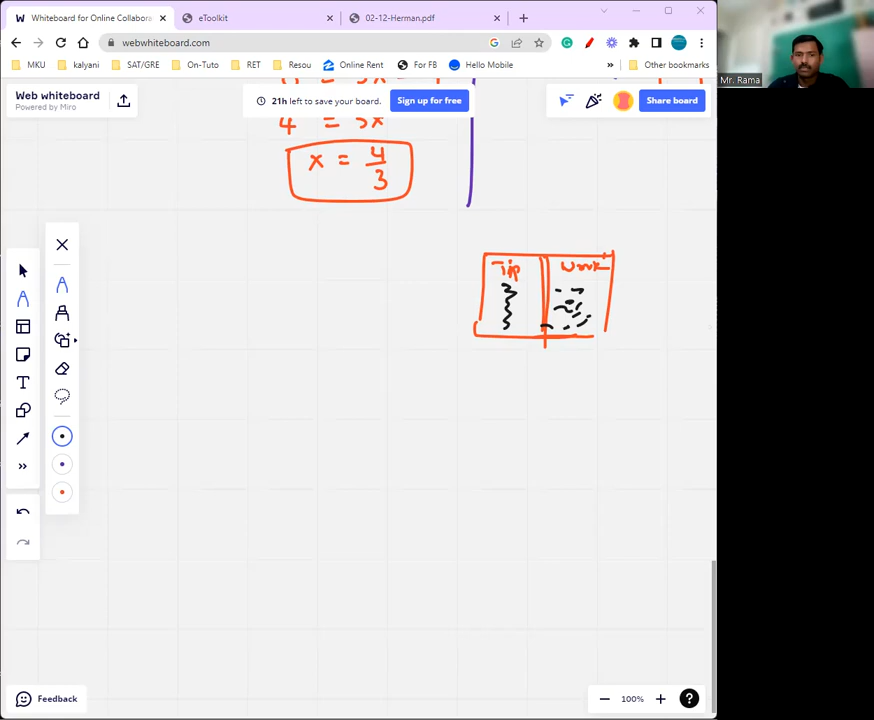 Whiteboard for Online Collabora
eToolkit
02-12-Herman.pdf
webwhiteboard.com
MKU
kalyani
SAT/GRE
On-Tuto
RET
Resou
Online Rent
For FB
Hello Mobile
»
Other bookmarks
Mr. Rama
Web whiteboard
Powered by Miro
21h left to save your board.
Sign up for free
Share board
4 = 3x
x = 4/3
Tip
Work
T
Feedback
100%
?